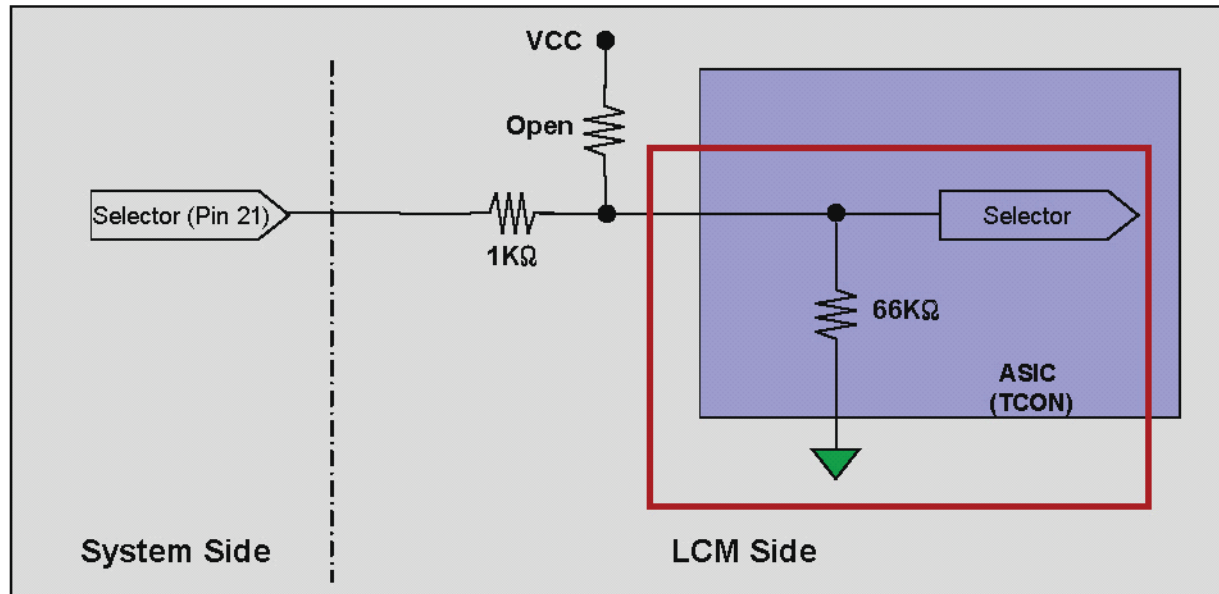 VCC
Open
Selector (Pin 21)
Selector
1KΩ
66KΩ
ASIC
(TCON)
System Side
LCM Side